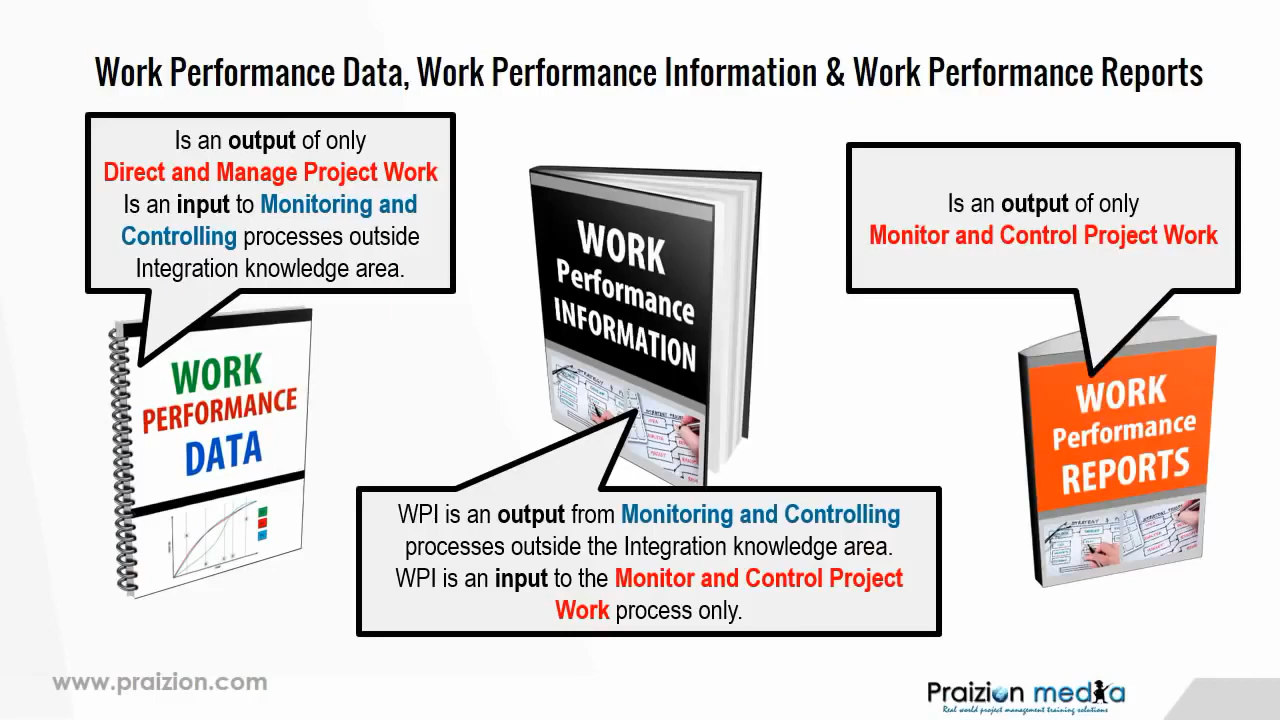 Work Performance Data, Work Performance Information & Work Performance Reports
Is an output of only
Direct and Manage Project Work
Is an input to Monitoring and
Controlling processes outside
Integration knowledge area.
Is an output of only
Monitor and Control Project Work
WORK
Performance
INFORMATION
WORK
PERFORMANCE
DATA
WORK
Performance
REPORTS
WPI is an output from Monitoring and Controlling
processes outside the Integration knowledge area.
WPI is an input to the Monitor and Control Project
Work process only.
www.praizion.com
Praizion media
Real world project management training solutions